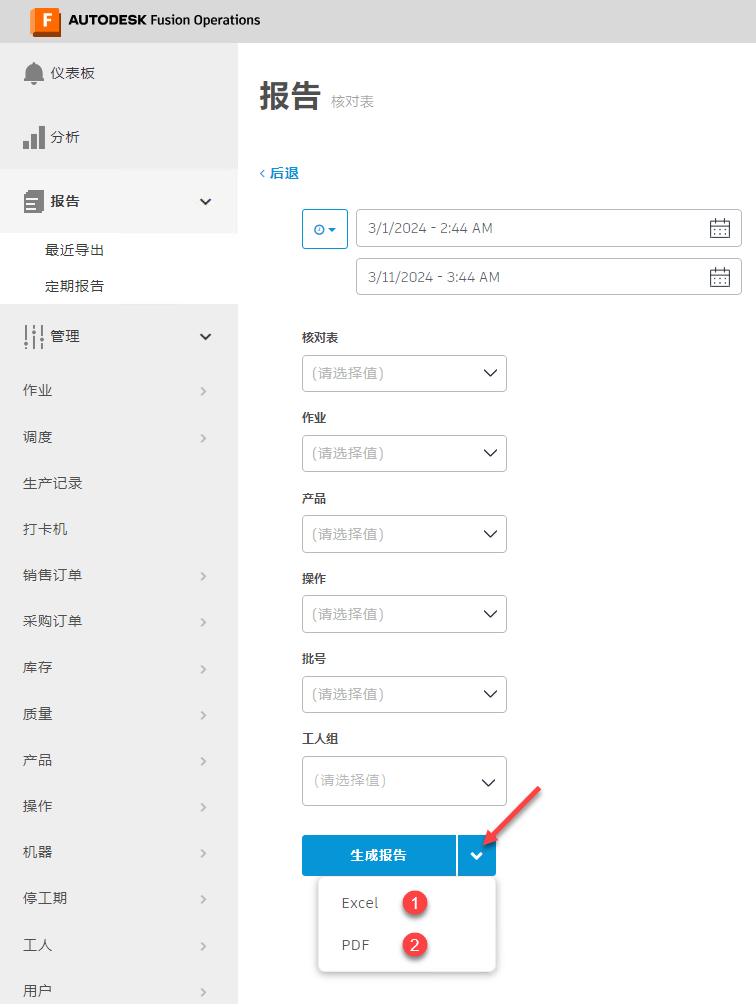 AUTODESK Fusion Operations
仪表板
分析
报告
最近导出
定期报告
管理
作业
调度
生产记录
打卡机
销售订单
采购订单
库存
质量
产品
操作
机器
停工期
工人
用户
报告 核对表
后退
3/1/2024 - 2:44 AM
3/11/2024 - 3:44 AM
核对表
(请选择值)
作业
(请选择值)
产品
(请选择值)
操作
(请选择值)
批号
(请选择值)
工人组
(请选择值)
生成报告
Excel 1
PDF 2